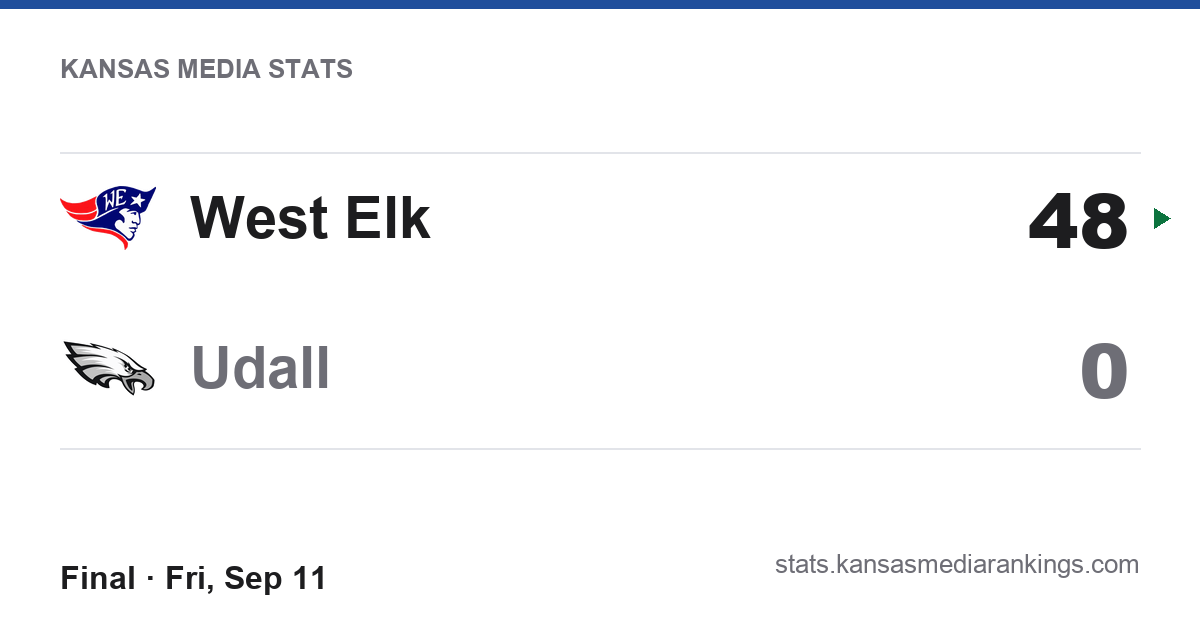 KANSAS MEDIA STATS
WE
West Elk 48
Udall 0
Final · Fri, Sep 11
stats.kansasmediarankings.com